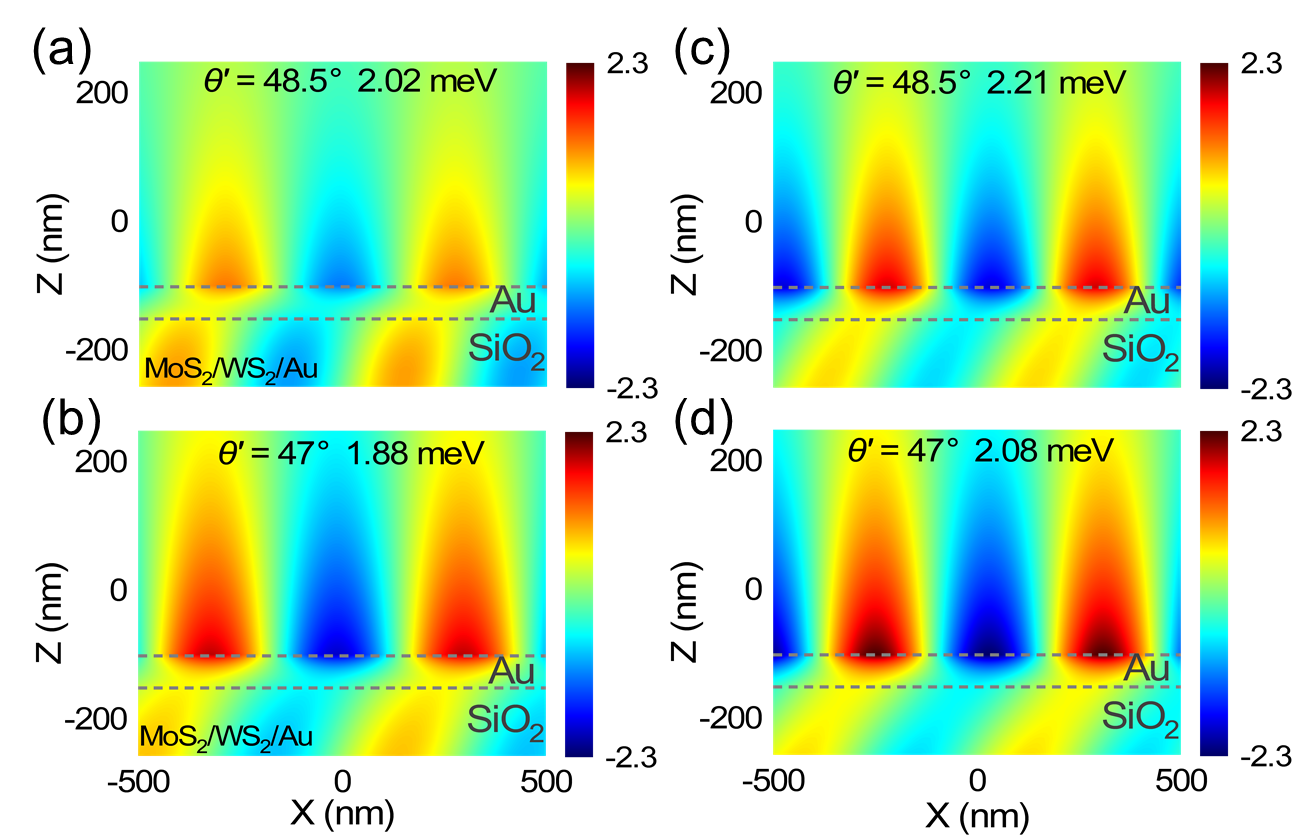 (a)
θ′ = 48.5° 2.02 meV
200
0
-200
Z (nm)
Au
SiO₂
MoS₂/WS₂/Au
2.3
-2.3
(c)
θ′ = 48.5° 2.21 meV
200
0
-200
Z (nm)
Au
SiO₂
2.3
-2.3
(b)
θ′ = 47° 1.88 meV
200
0
-200
Z (nm)
Au
SiO₂
MoS₂/WS₂/Au
-500 0 500
X (nm)
2.3
-2.3
(d)
θ′ = 47° 2.08 meV
200
0
-200
Z (nm)
Au
SiO₂
-500 0 500
X (nm)
2.3
-2.3